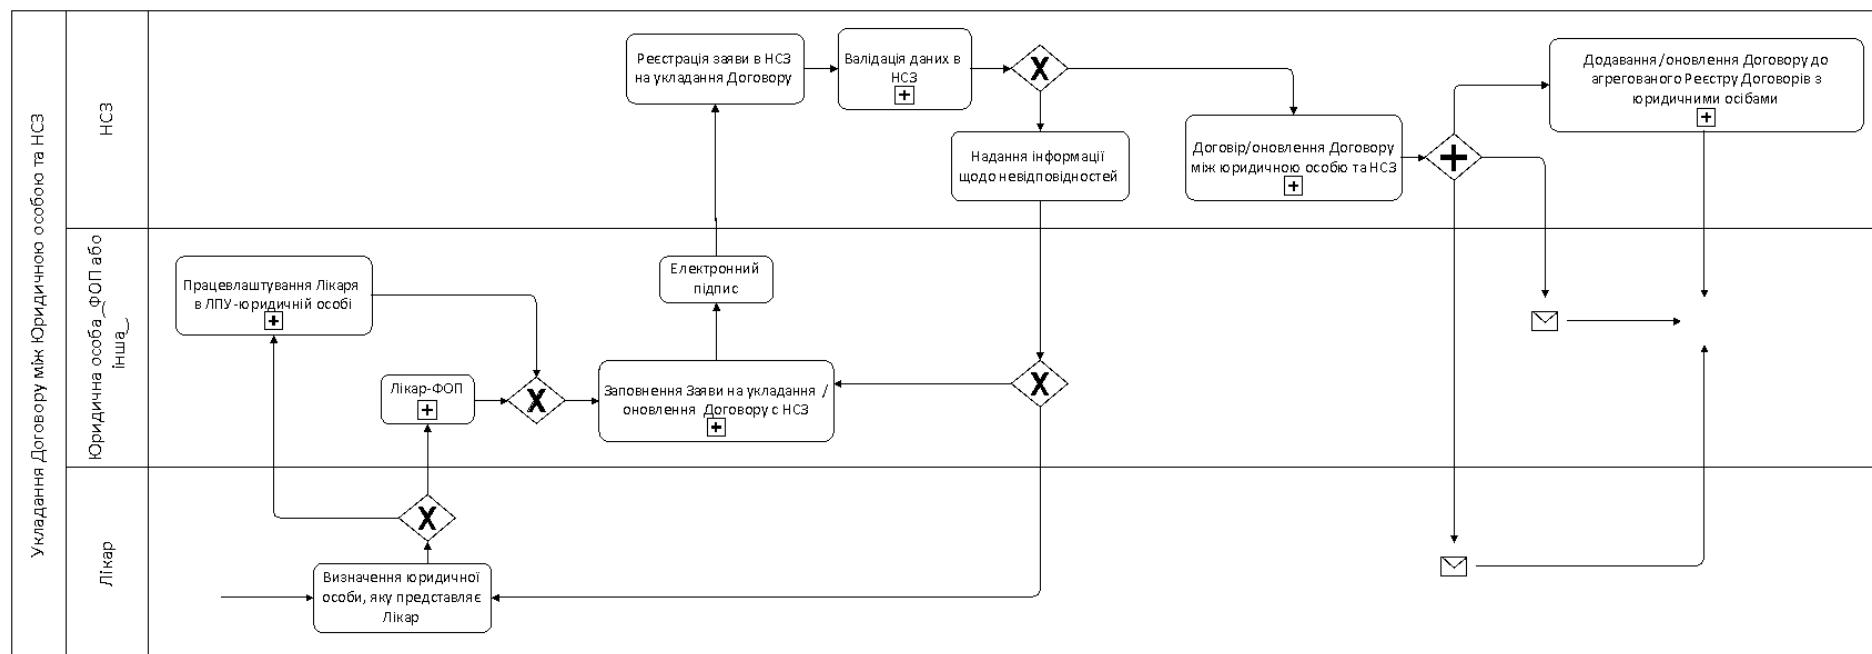 Укладання Договору між Юридичною особою та НСЗ
НСЗ
Реєстрація заяви в НСЗ
на укладання Договору
Валідація даних в
НСЗ
X
Надання інформації
щодо невідповідностей
Договір/оновлення Договору
між юридичною особю та НСЗ
Додавання/оновлення Договору до
агрегованого Реєстру Договорів з
юридичними осібами
Юридична особа_(ФОП або
інша_)
Працевлаштування Лікаря
в ЛПУ-юридичній особі
Лікар-ФОП
X
Електронний
підпис
Заповнення Заяви на укладання /
оновлення Договору с НСЗ
X
Лікар
X
Визначення юридичної
особи, яку представляє
Лікар